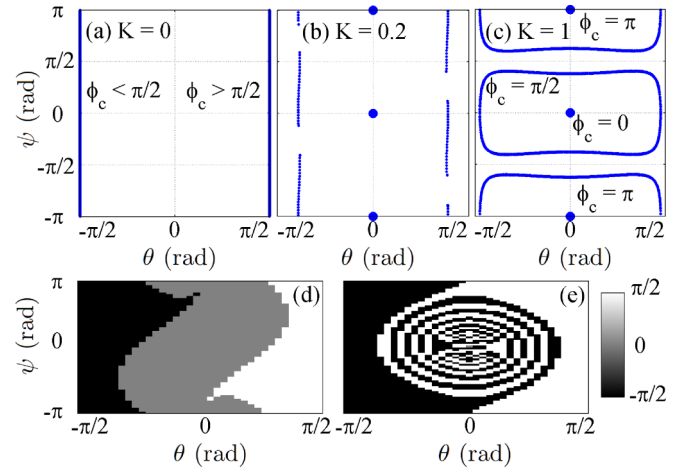 (a) K = 0
(b) K = 0.2
(c) K = 1
ϕc = π
ϕc < π/2
ϕc > π/2
ϕc = π/2
ϕc = 0
ϕc = π
ψ (rad)
π
π/2
0
-π/2
-π
-π/2 0 π/2
-π/2 0 π/2
-π/2 0 π/2
θ (rad)
θ (rad)
θ (rad)
(d)
(e)
ψ (rad)
π
0
-π
-π/2 0 π/2
-π/2 0 π/2
θ (rad)
θ (rad)
π/2
0
-π/2